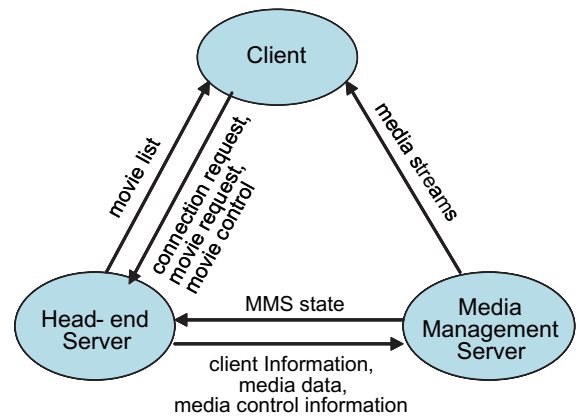 Client
movie list
connection request,
movie request,
movie control
media streams
Head- end
Server
MMS state
Media
Management
Server
client Information,
media data,
media control information